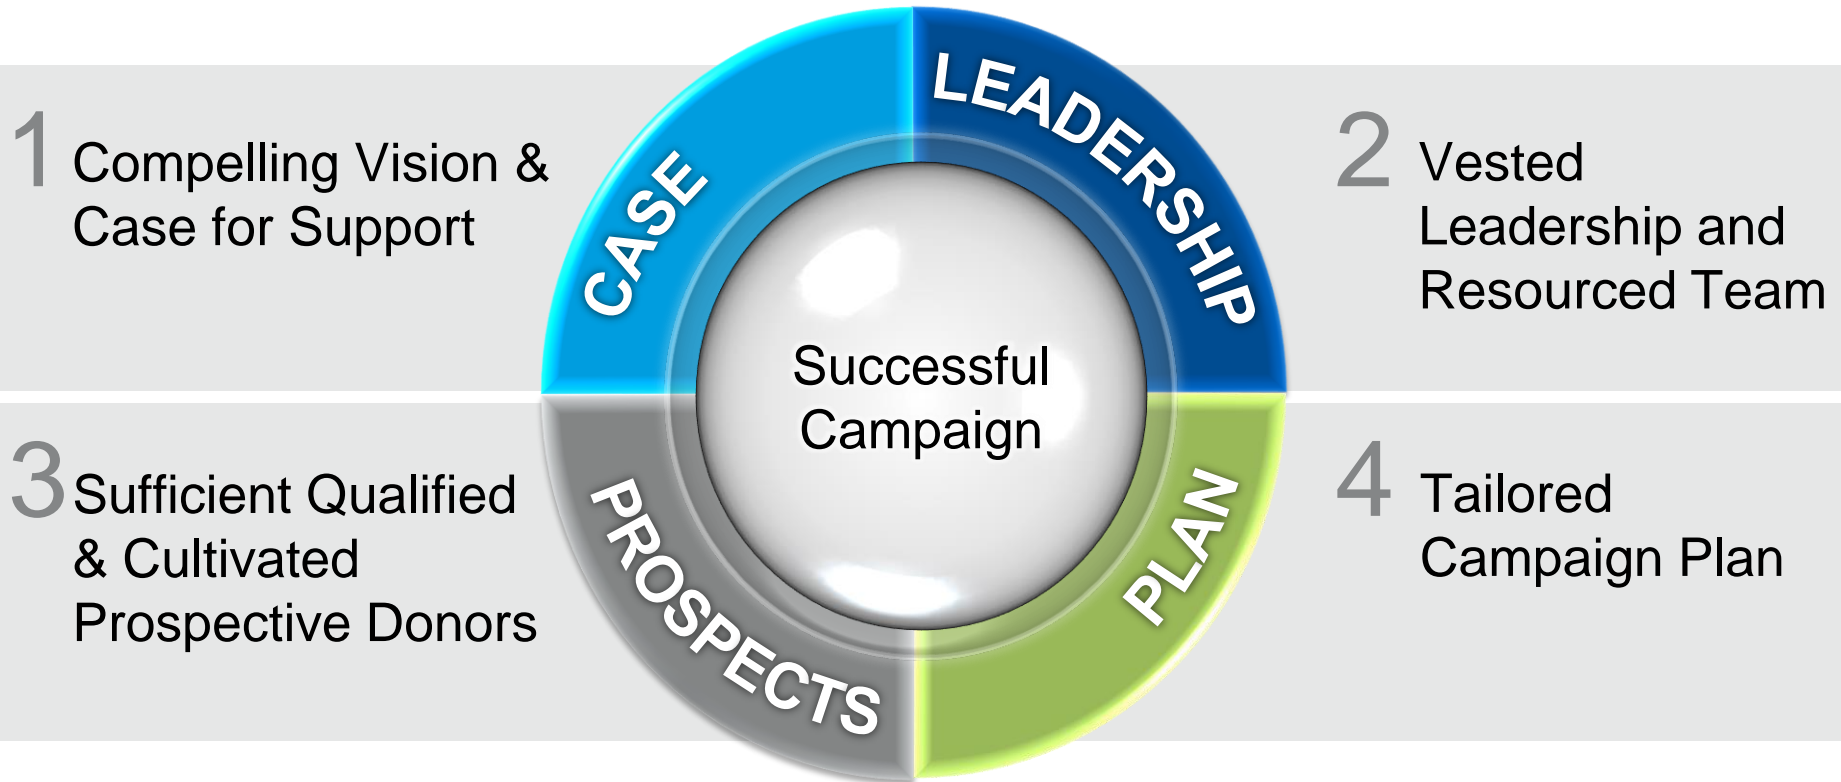 1
Compelling Vision &
Case for Support
CASE
LEADERSHIP
2
Vested
Leadership and
Resourced Team
Successful
Campaign
3
Sufficient Qualified
& Cultivated
Prospective Donors
PROSPECTS
PLAN
4
Tailored
Campaign Plan